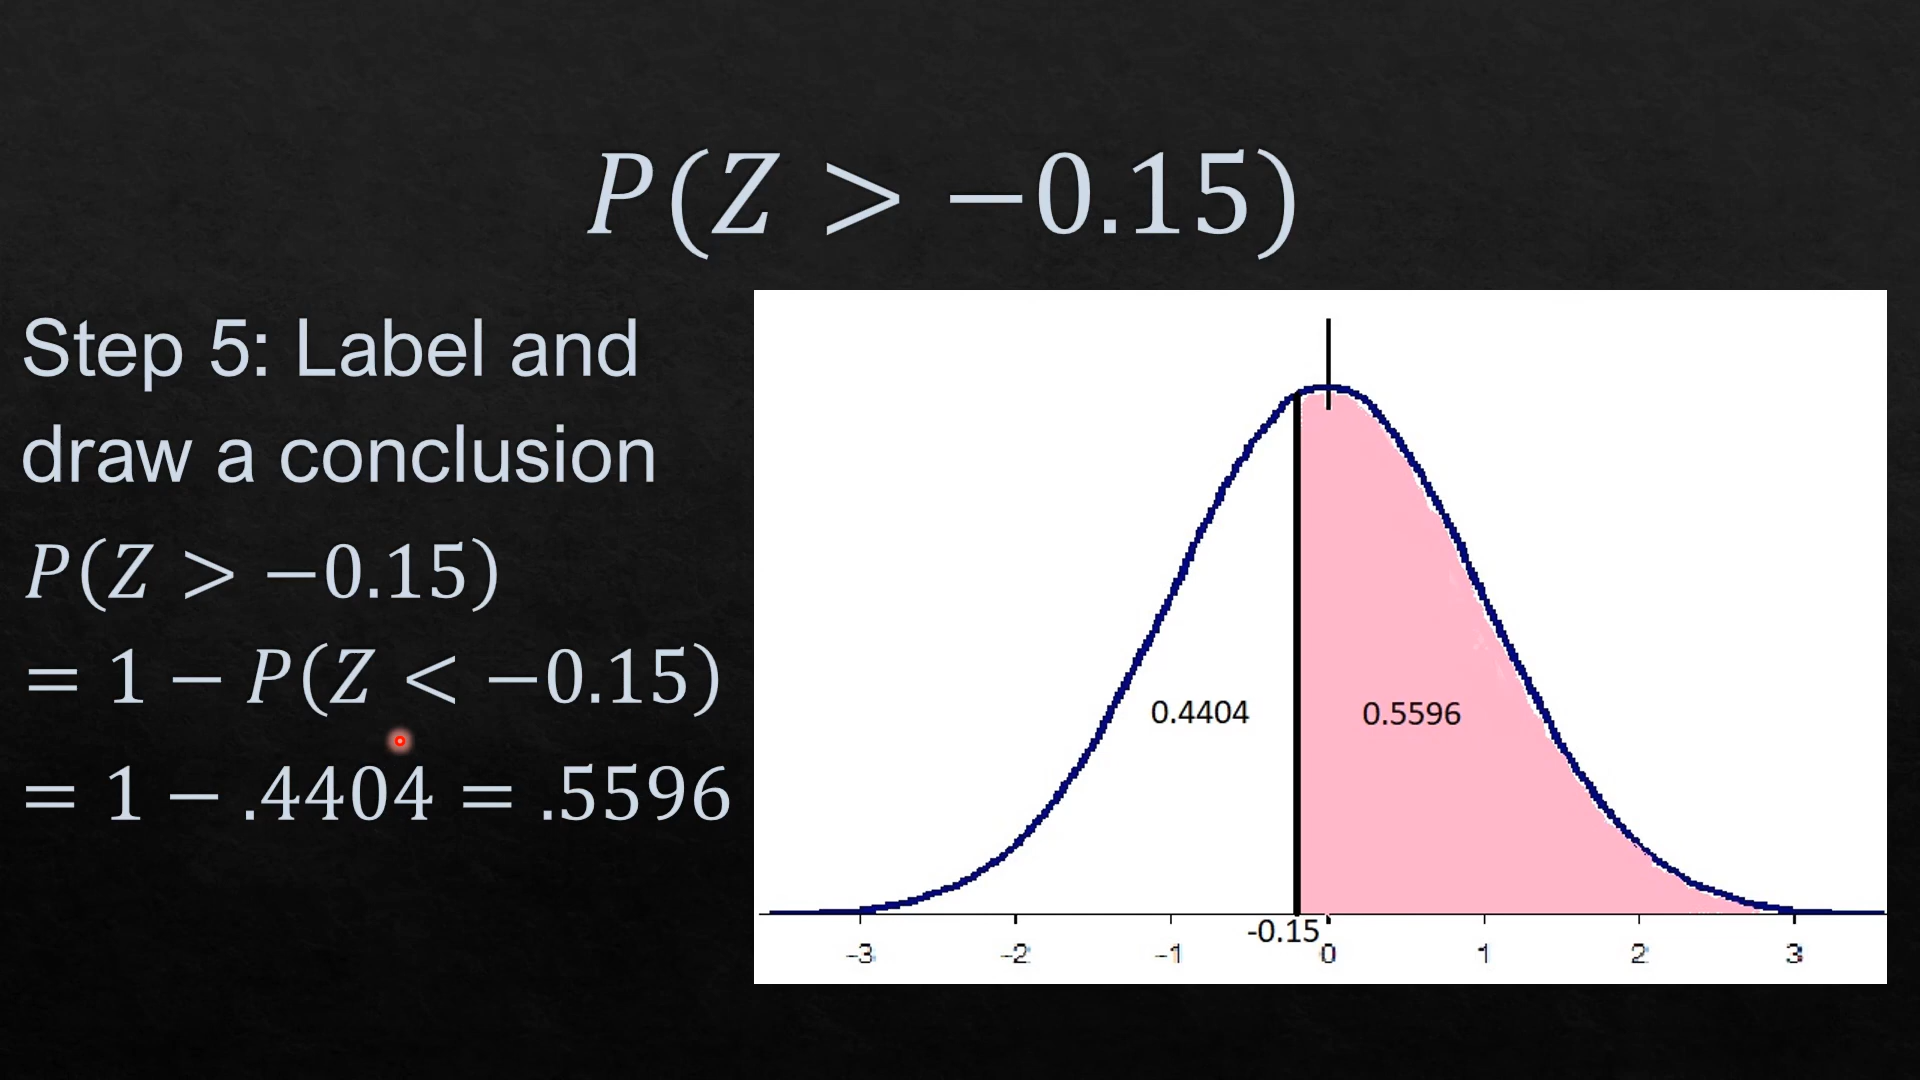 P(Z > −0.15)
Step 5: Label and
draw a conclusion
P(Z > −0.15)
= 1 − P(Z < −0.15)
= 1 − .4404 = .5596
0.4404
0.5596
-0.15
-3 -2 -1 0 1 2 3